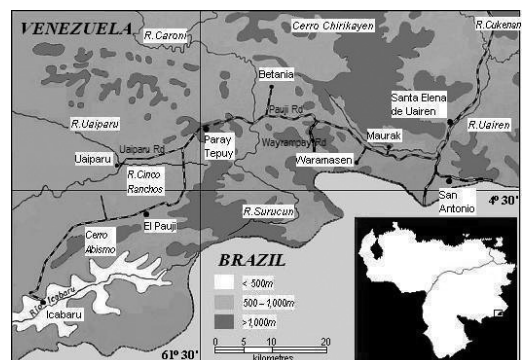 VENEZUELA
R.Caroni
Cerro Chirikayen
R.Cukenan
Betania
Santa Elena
de Uairen
R.Uaiparu
Pauji Rd
R.Uairen
Uaiparu Rd
Paray
Tepuy
Wayrampay Rd
Maurak
Uaiparu
Waramasen
R.Cinco
Ranchos
San
Antonio
4º 30'
El Pauji
R.Surucun
Cerro
Abismo
BRAZIL
< 500m
500 – 1,000m
>1,000m
Rio Icabaru
Icabaru
0 5 10 20
kilometres
61º 30'